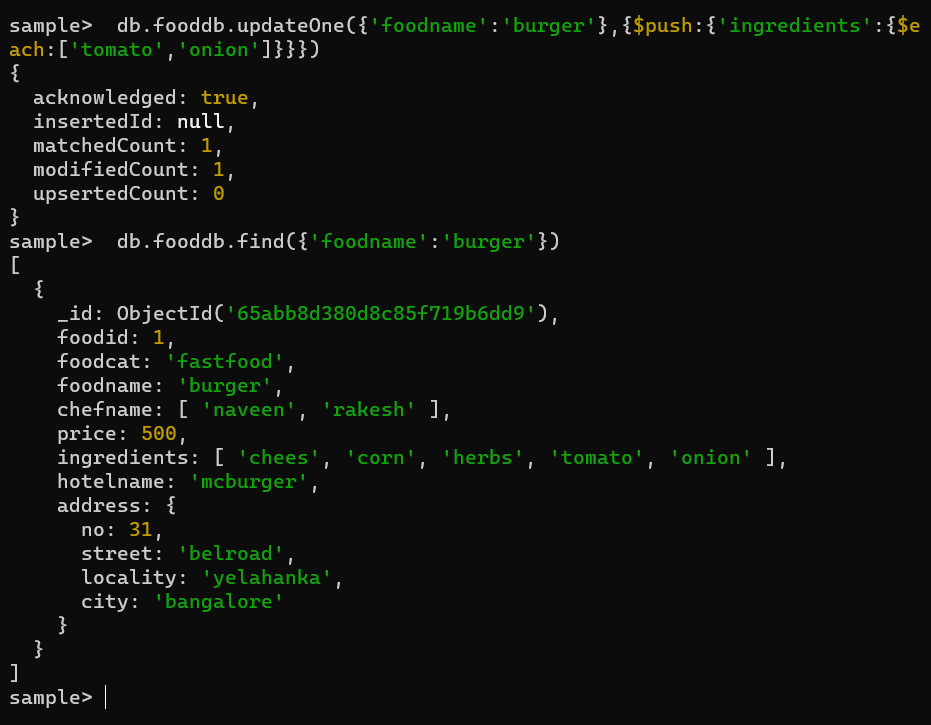 sample>  db.fooddb.updateOne({'foodname':'burger'},{$push:{'ingredients':{$e
ach:['tomato','onion']}}})
{
  acknowledged: true,
  insertedId: null,
  matchedCount: 1,
  modifiedCount: 1,
  upsertedCount: 0
}
sample>  db.fooddb.find({'foodname':'burger'})
[
  {
    _id: ObjectId('65abb8d380d8c85f719b6dd9'),
    foodid: 1,
    foodcat: 'fastfood',
    foodname: 'burger',
    chefname: [ 'naveen', 'rakesh' ],
    price: 500,
    ingredients: [ 'chees', 'corn', 'herbs', 'tomato', 'onion' ],
    hotelname: 'mcburger',
    address: {
      no: 31,
      street: 'belroad',
      locality: 'yelahanka',
      city: 'bangalore'
    }
  }
]
sample>